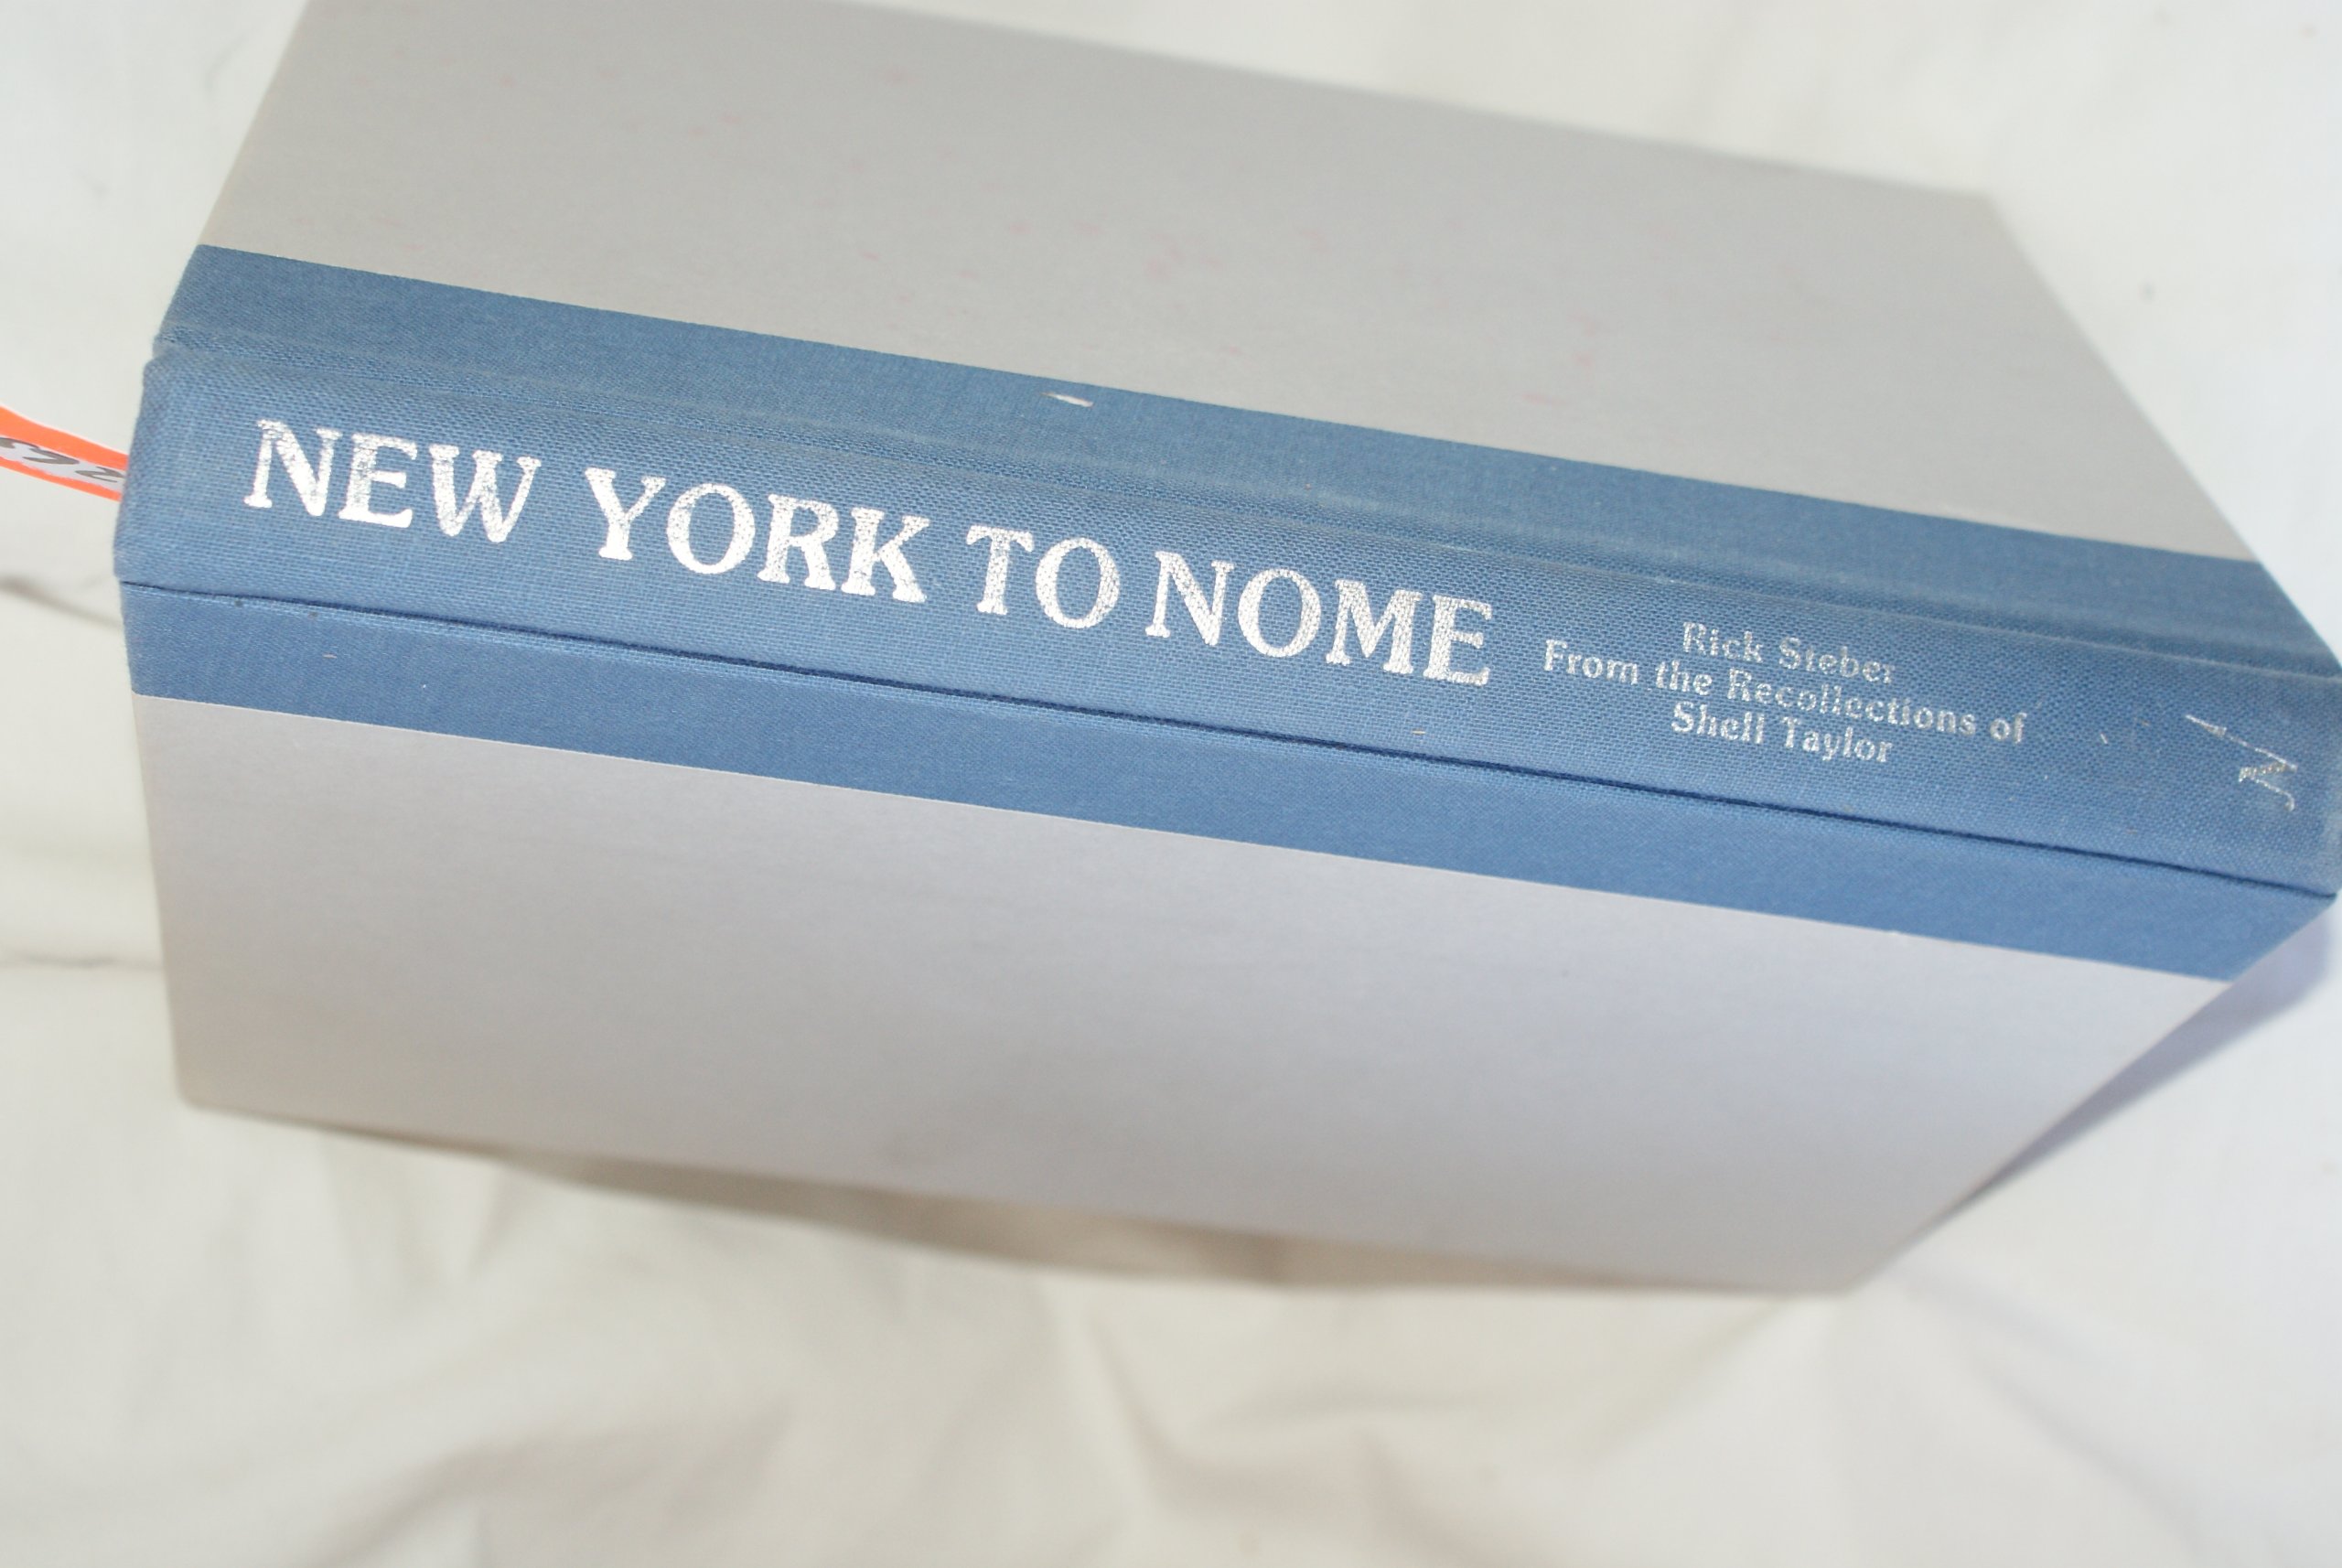 NEW YORK TO NOME
Rick Steber
From the Recollections of
Shell Taylor